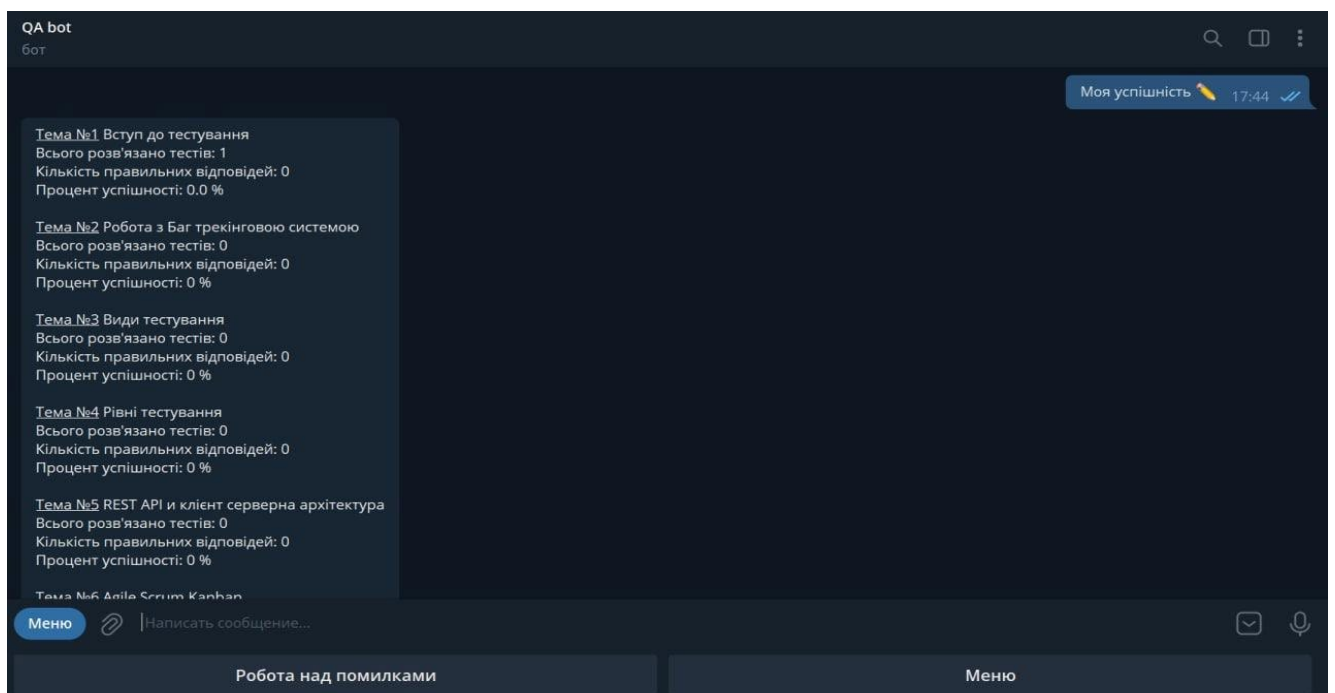 QA bot
бот
Моя успішність ✏️ 17:44
Тема №1 Вступ до тестування
Всього розв'язано тестів: 1
Кількість правильних відповідей: 0
Процент успішності: 0.0 %
Тема №2 Робота з Баг трекінговою системою
Всього розв'язано тестів: 0
Кількість правильних відповідей: 0
Процент успішності: 0 %
Тема №3 Види тестування
Всього розв'язано тестів: 0
Кількість правильних відповідей: 0
Процент успішності: 0 %
Тема №4 Рівні тестування
Всього розв'язано тестів: 0
Кількість правильних відповідей: 0
Процент успішності: 0 %
Тема №5 REST API и клієнт серверна архітектура
Всього розв'язано тестів: 0
Кількість правильних відповідей: 0
Процент успішності: 0 %
Тема №6 Agile Scrum Kanban
Меню
Написать сообщение...
Робота над помилками
Меню